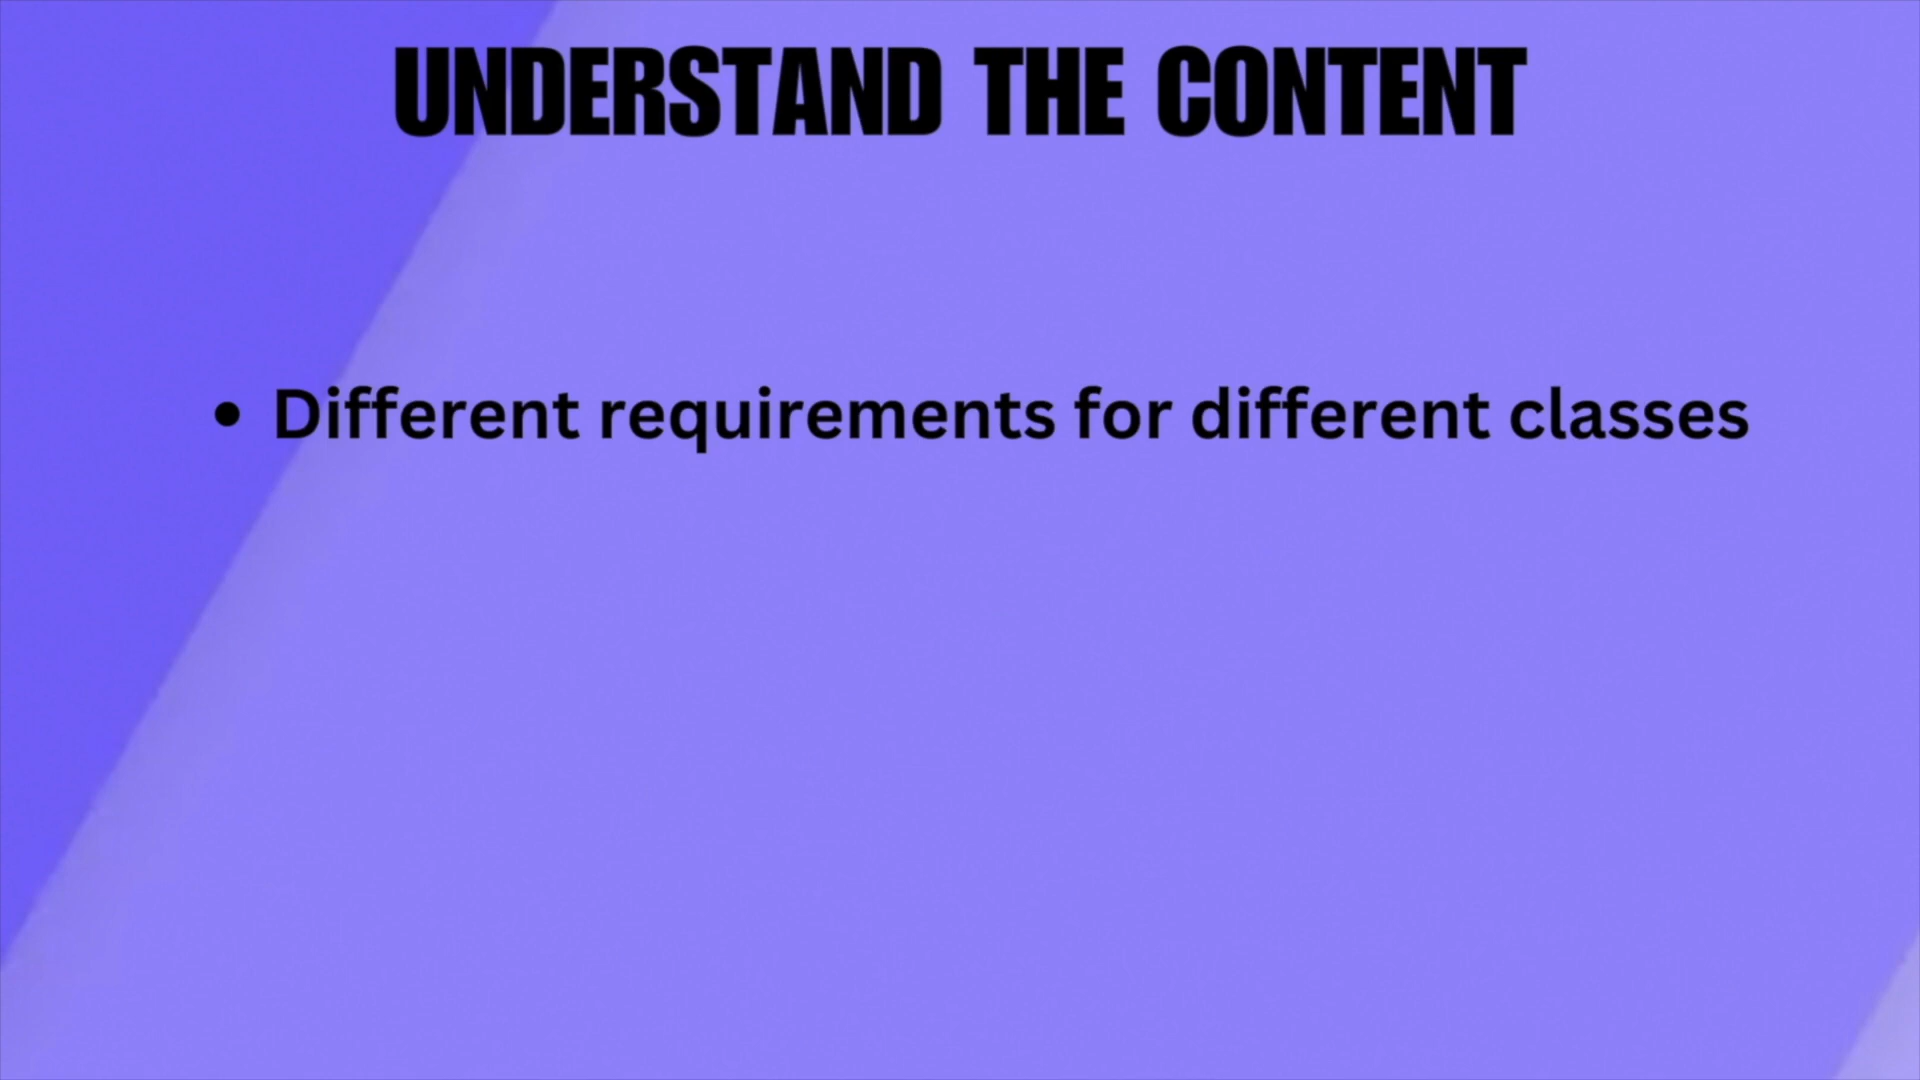 UNDERSTAND THE CONTENT
• Different requirements for different classes